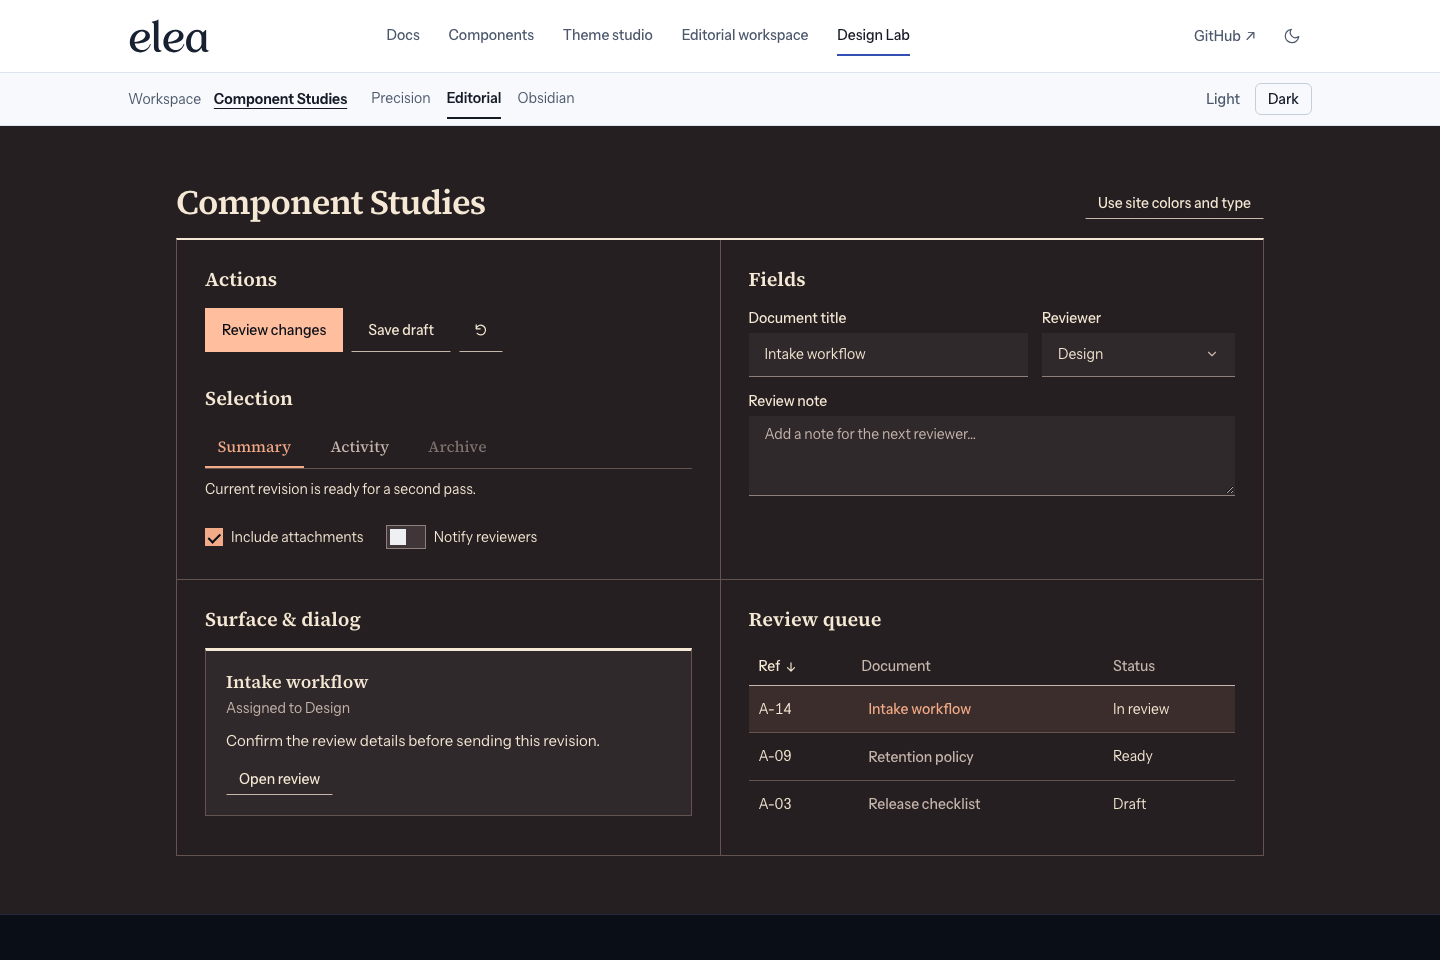 elea
Docs Components Theme studio Editorial workspace Design Lab GitHub ↗
Workspace Component Studies Precision Editorial Obsidian Light Dark
Component Studies
Use site colors and type
Actions
Review changes Save draft
Selection
Summary Activity Archive
Current revision is ready for a second pass.
Include attachments Notify reviewers
Fields
Document title Reviewer
Intake workflow Design
Review note
Add a note for the next reviewer...
Surface & dialog
Intake workflow
Assigned to Design
Confirm the review details before sending this revision.
Open review
Review queue
Ref ↓ Document Status
A-14 Intake workflow In review
A-09 Retention policy Ready
A-03 Release checklist Draft